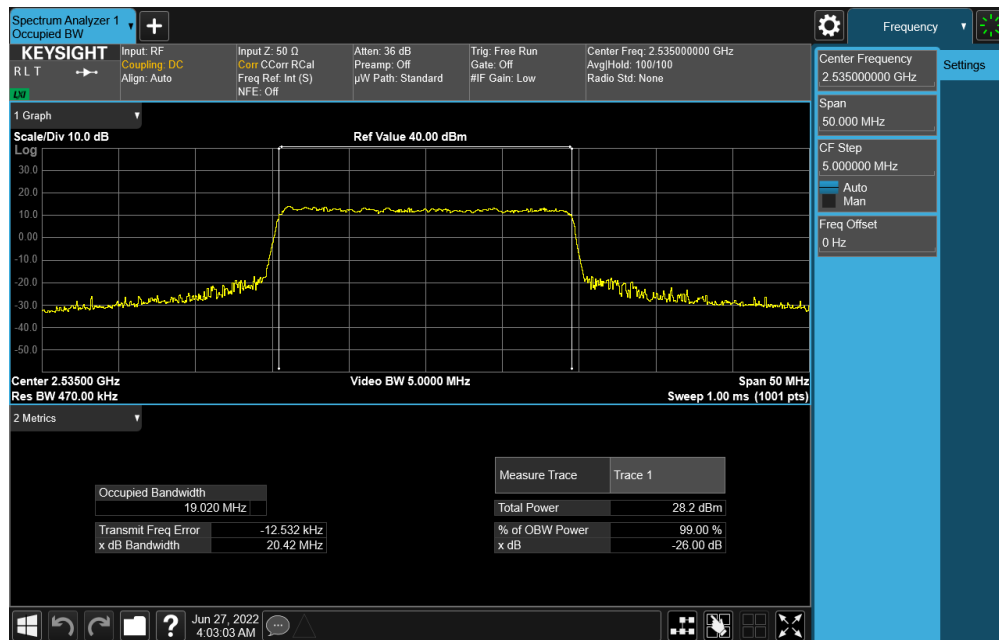 Spectrum Analyzer 1
Occupied BW
Frequency
KEYSIGHT
R L T
LXI
Input: RF
Coupling: DC
Align: Auto
Input Z: 50 Ω
Corr CCorr RCal
Freq Ref: Int (S)
NFE: Off
Atten: 36 dB
Preamp: Off
µW Path: Standard
Trig: Free Run
Gate: Off
#IF Gain: Low
Center Freq: 2.535000000 GHz
Avg|Hold: 100/100
Radio Std: None
Center Frequency
2.535000000 GHz
Settings
Span
50.000 MHz
CF Step
5.000000 MHz
Auto
Man
Freq Offset
0 Hz
1 Graph
Scale/Div 10.0 dB
Ref Value 40.00 dBm
Log
30.0
20.0
10.0
0.00
-10.0
-20.0
-30.0
-40.0
-50.0
Center 2.53500 GHz
Video BW 5.0000 MHz
Span 50 MHz
Res BW 470.00 kHz
Sweep 1.00 ms (1001 pts)
2 Metrics
Measure Trace
Trace 1
Occupied Bandwidth
19.020 MHz
Total Power
28.2 dBm
Transmit Freq Error
-12.532 kHz
% of OBW Power
99.00 %
x dB Bandwidth
20.42 MHz
x dB
-26.00 dB
Jun 27, 2022
4:03:03 AM